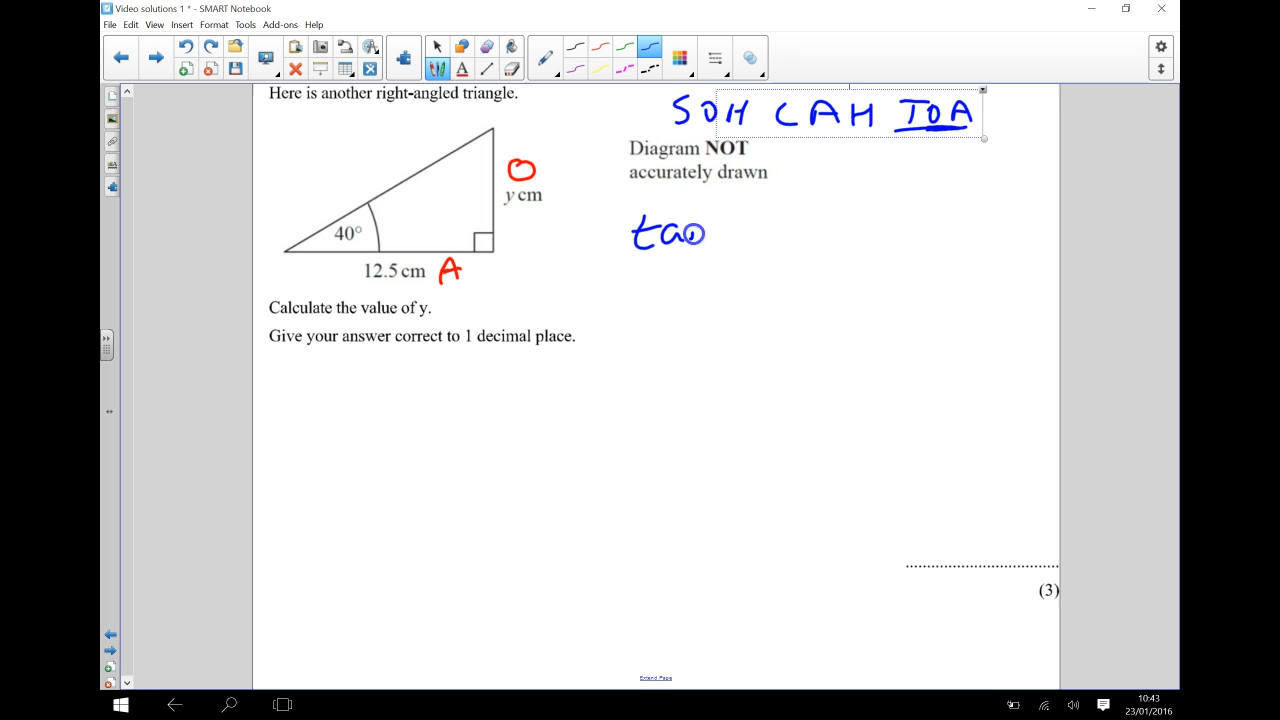 Video solutions 1 * - SMART Notebook
File Edit View Insert Format Tools Add-ons Help
Here is another right-angled triangle.
SOH CAH TOA
Diagram NOT
accurately drawn
O
y cm
40°
ta
12.5 cm A
Calculate the value of y.
Give your answer correct to 1 decimal place.
(3)
Extend Page
10:43
23/01/2016